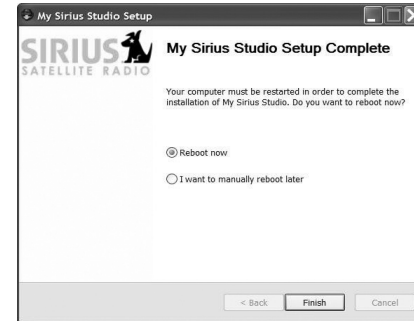 My Sirius Studio Setup
SIRIUS
SATELLITE RADIO
My Sirius Studio Setup Complete
Your computer must be restarted in order to complete the
installation of My Sirius Studio. Do you want to reboot now?
Reboot now
I want to manually reboot later
< Back
Finish
Cancel